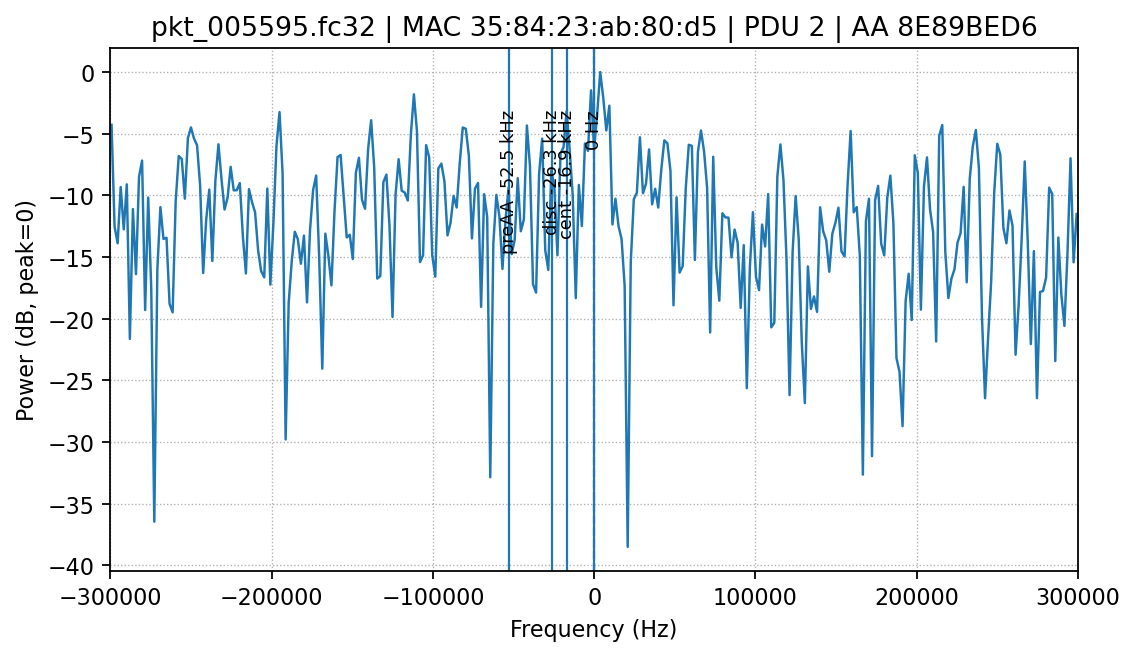 pkt_005595.fc32 | MAC 35:84:23:ab:80:d5 | PDU 2 | AA 8E89BED6
Power (dB, peak=0)
0
−5
−10
−15
−20
−25
−30
−35
−40
preAA -52.5 kHz
disc -26.3 kHz
cent -16.9 kHz
0 Hz
−300000
−200000
−100000
0
100000
200000
300000
Frequency (Hz)